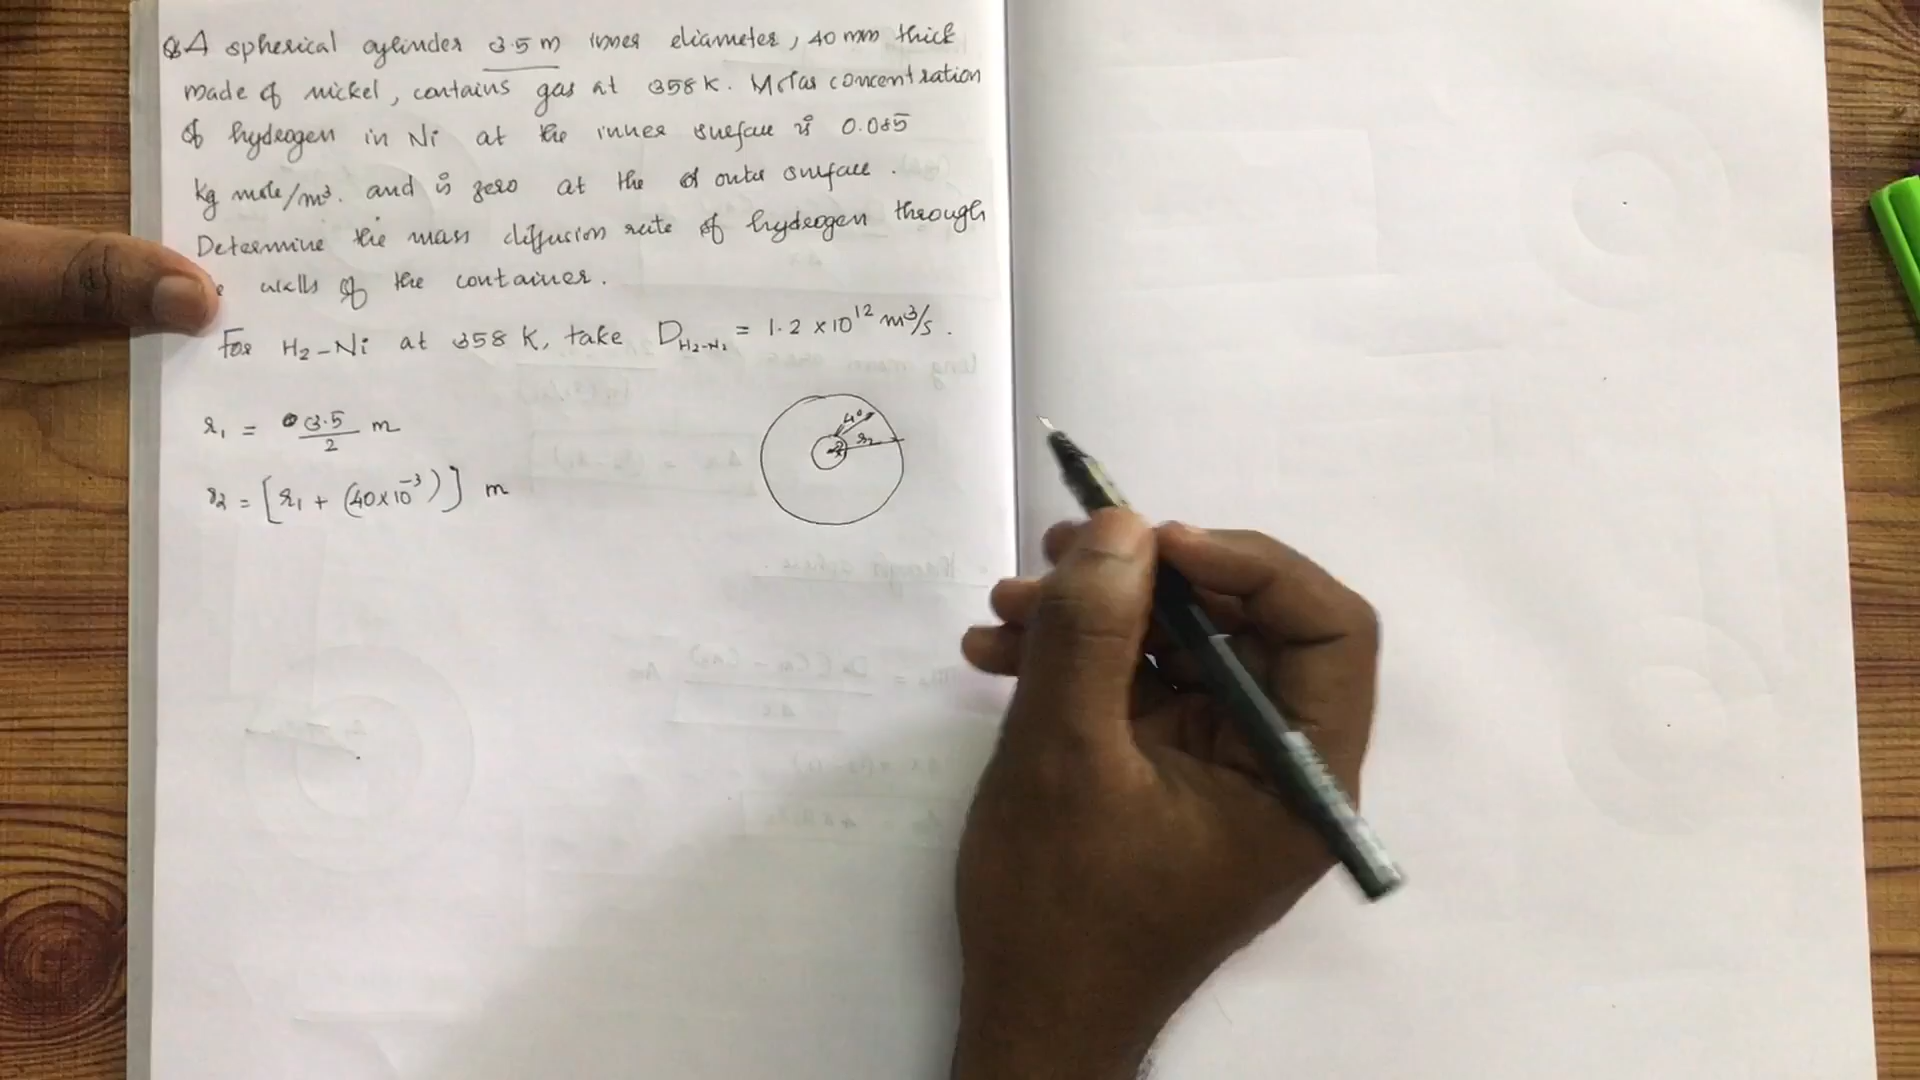 Q A spherical cylinder 3.5 m inner diameter, 40 mm thick
made of nickel, contains gas at 358 K. Molar concentration
of hydrogen in Ni at the inner surface is 0.085
kg mole/m³. and is zero at the outer surface.
Determine the mass diffusion rate of hydrogen through
walls of the container.
For H₂-Ni at 358 K, take D_H₂-Ni = 1.2 ×10¹² m³/s.
r₁ = 3.5/2 m
r₂ = [r₁ + (40×10⁻³)] m
40
r₂